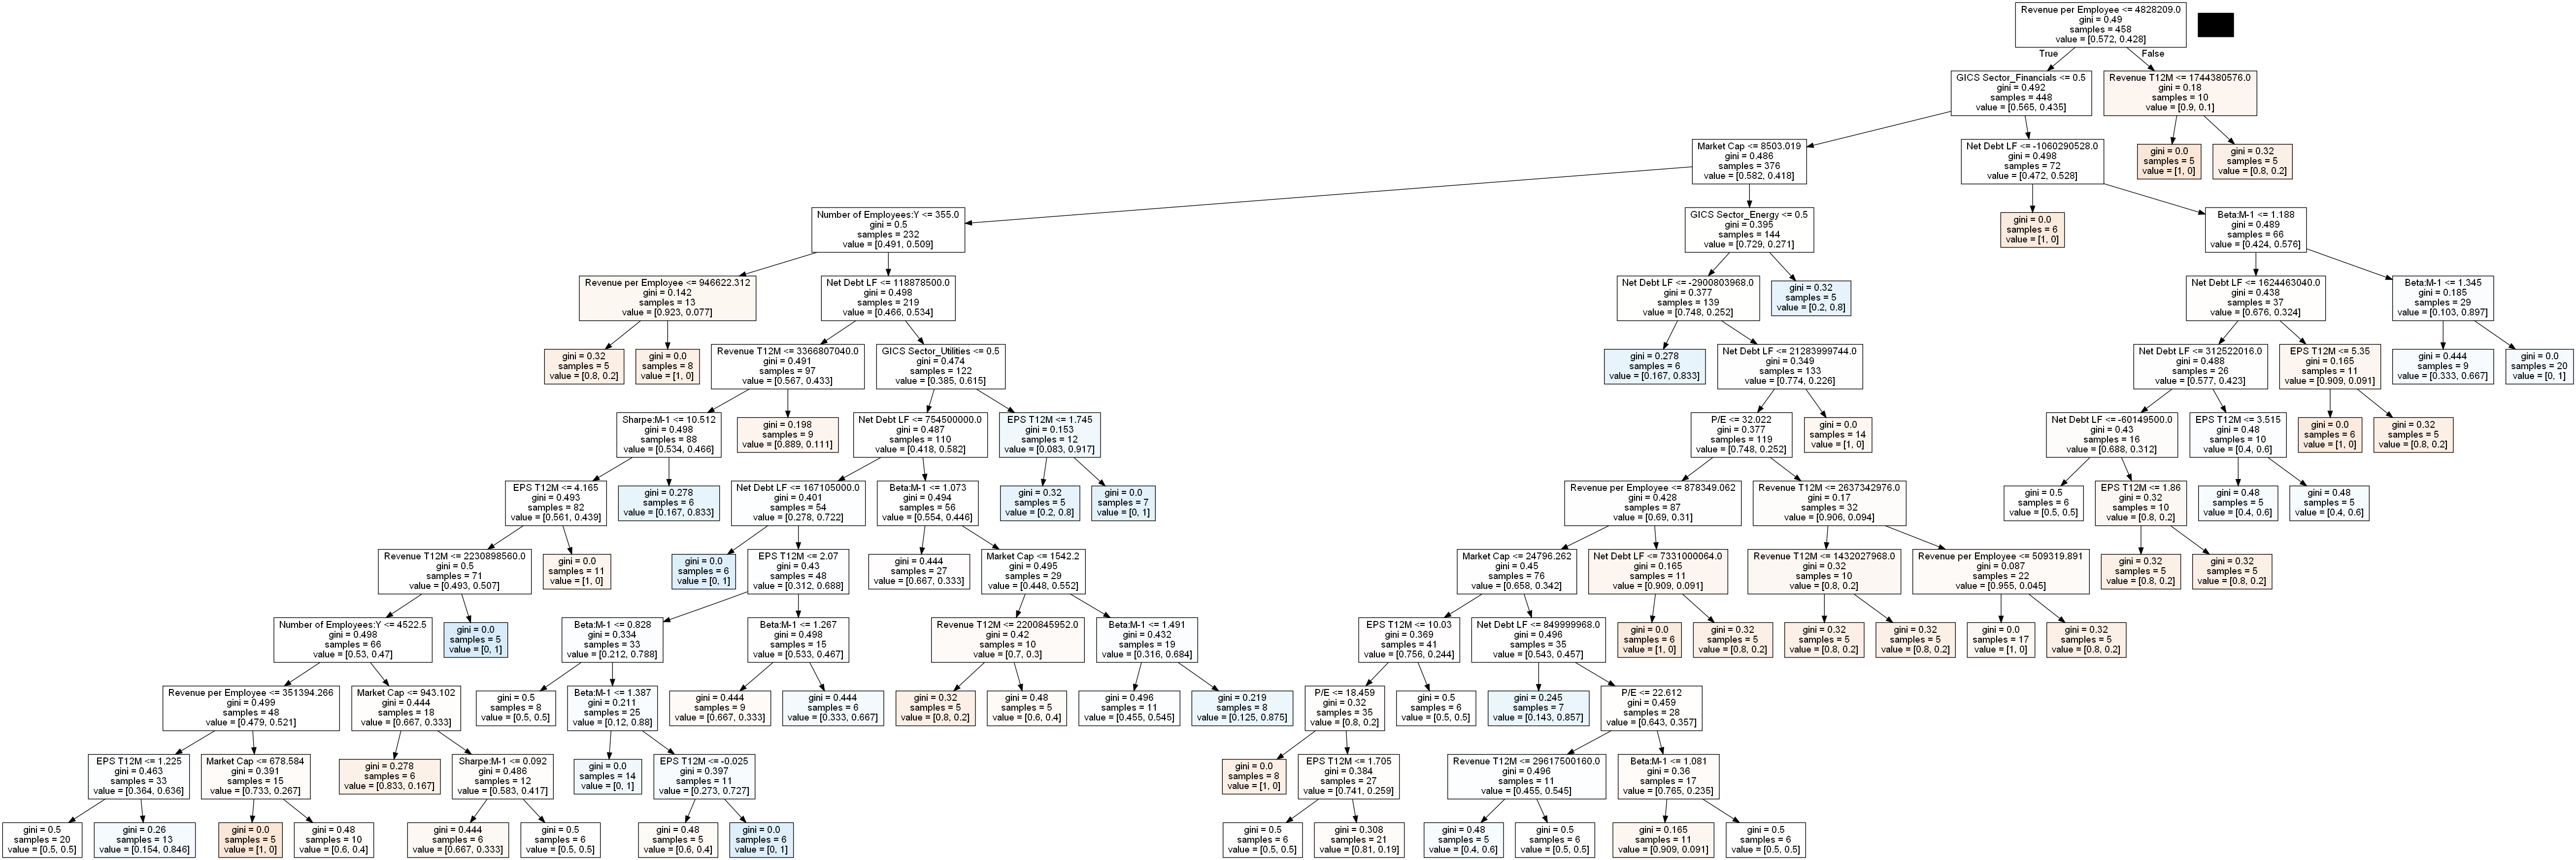 Revenue per Employee <= 4828209.0
gini = 0.49
samples = 458
value = [0.572, 0.428]
True
False
GICS Sector_Financials <= 0.5
gini = 0.492
samples = 448
value = [0.565, 0.435]
Revenue T12M <= 1744380576.0
gini = 0.18
samples = 10
value = [0.9, 0.1]
Market Cap <= 8503.019
gini = 0.486
samples = 376
value = [0.582, 0.418]
Net Debt LF <= -1060290528.0
gini = 0.498
samples = 72
value = [0.472, 0.528]
gini = 0.0
samples = 5
value = [1, 0]
gini = 0.32
samples = 5
value = [0.8, 0.2]
Number of Employees:Y <= 355.0
gini = 0.5
samples = 232
value = [0.491, 0.509]
GICS Sector_Energy <= 0.5
gini = 0.395
samples = 144
value = [0.729, 0.271]
gini = 0.0
samples = 6
value = [1, 0]
Beta:M-1 <= 1.188
gini = 0.489
samples = 66
value = [0.424, 0.576]
Revenue per Employee <= 946622.312
gini = 0.142
samples = 13
value = [0.923, 0.077]
Net Debt LF <= 118878500.0
gini = 0.498
samples = 219
value = [0.466, 0.534]
Net Debt LF <= -2900803968.0
gini = 0.377
samples = 139
value = [0.748, 0.252]
gini = 0.32
samples = 5
value = [0.2, 0.8]
Net Debt LF <= 1624463040.0
gini = 0.438
samples = 37
value = [0.676, 0.324]
Beta:M-1 <= 1.345
gini = 0.185
samples = 29
value = [0.103, 0.897]
gini = 0.32
samples = 5
value = [0.8, 0.2]
gini = 0.0
samples = 8
value = [1, 0]
Revenue T12M <= 3366807040.0
gini = 0.491
samples = 97
value = [0.567, 0.433]
GICS Sector_Utilities <= 0.5
gini = 0.474
samples = 122
value = [0.385, 0.615]
gini = 0.278
samples = 6
value = [0.167, 0.833]
Net Debt LF <= 21283999744.0
gini = 0.349
samples = 133
value = [0.774, 0.226]
Net Debt LF <= 312522016.0
gini = 0.488
samples = 26
value = [0.577, 0.423]
EPS T12M <= 5.35
gini = 0.165
samples = 11
value = [0.909, 0.091]
gini = 0.444
samples = 9
value = [0.333, 0.667]
gini = 0.0
samples = 20
value = [0, 1]
Sharpe:M-1 <= 10.512
gini = 0.498
samples = 88
value = [0.534, 0.466]
gini = 0.198
samples = 9
value = [0.889, 0.111]
Net Debt LF <= 754500000.0
gini = 0.487
samples = 110
value = [0.418, 0.582]
EPS T12M <= 1.745
gini = 0.153
samples = 12
value = [0.083, 0.917]
P/E <= 32.022
gini = 0.377
samples = 119
value = [0.748, 0.252]
gini = 0.0
samples = 14
value = [1, 0]
Net Debt LF <= -60149500.0
gini = 0.43
samples = 16
value = [0.688, 0.312]
EPS T12M <= 3.515
gini = 0.48
samples = 10
value = [0.4, 0.6]
gini = 0.0
samples = 6
value = [1, 0]
gini = 0.32
samples = 5
value = [0.8, 0.2]
EPS T12M <= 4.165
gini = 0.493
samples = 82
value = [0.561, 0.439]
gini = 0.278
samples = 6
value = [0.167, 0.833]
Net Debt LF <= 167105000.0
gini = 0.401
samples = 54
value = [0.278, 0.722]
Beta:M-1 <= 1.073
gini = 0.494
samples = 56
value = [0.554, 0.446]
gini = 0.32
samples = 5
value = [0.2, 0.8]
gini = 0.0
samples = 7
value = [0, 1]
Revenue per Employee <= 878349.062
gini = 0.428
samples = 87
value = [0.69, 0.31]
Revenue T12M <= 2637342976.0
gini = 0.17
samples = 32
value = [0.906, 0.094]
gini = 0.5
samples = 6
value = [0.5, 0.5]
EPS T12M <= 1.86
gini = 0.32
samples = 10
value = [0.8, 0.2]
gini = 0.48
samples = 5
value = [0.4, 0.6]
gini = 0.48
samples = 5
value = [0.4, 0.6]
Revenue T12M <= 2230898560.0
gini = 0.5
samples = 71
value = [0.493, 0.507]
gini = 0.0
samples = 11
value = [1, 0]
gini = 0.0
samples = 6
value = [0, 1]
EPS T12M <= 2.07
gini = 0.43
samples = 48
value = [0.312, 0.688]
gini = 0.444
samples = 27
value = [0.667, 0.333]
Market Cap <= 1542.2
gini = 0.495
samples = 29
value = [0.448, 0.552]
Market Cap <= 24796.262
gini = 0.45
samples = 76
value = [0.658, 0.342]
Net Debt LF <= 7331000064.0
gini = 0.165
samples = 11
value = [0.909, 0.091]
Revenue T12M <= 1432027968.0
gini = 0.32
samples = 10
value = [0.8, 0.2]
Revenue per Employee <= 509319.891
gini = 0.087
samples = 22
value = [0.955, 0.045]
gini = 0.32
samples = 5
value = [0.8, 0.2]
gini = 0.32
samples = 5
value = [0.8, 0.2]
Number of Employees:Y <= 4522.5
gini = 0.498
samples = 66
value = [0.53, 0.47]
gini = 0.0
samples = 5
value = [0, 1]
Beta:M-1 <= 0.828
gini = 0.334
samples = 33
value = [0.212, 0.788]
Beta:M-1 <= 1.267
gini = 0.498
samples = 15
value = [0.533, 0.467]
Revenue T12M <= 2200845952.0
gini = 0.42
samples = 10
value = [0.7, 0.3]
Beta:M-1 <= 1.491
gini = 0.432
samples = 19
value = [0.316, 0.684]
EPS T12M <= 10.03
gini = 0.369
samples = 41
value = [0.756, 0.244]
Net Debt LF <= 849999968.0
gini = 0.496
samples = 35
value = [0.543, 0.457]
gini = 0.0
samples = 6
value = [1, 0]
gini = 0.32
samples = 5
value = [0.8, 0.2]
gini = 0.32
samples = 5
value = [0.8, 0.2]
gini = 0.32
samples = 5
value = [0.8, 0.2]
gini = 0.0
samples = 17
value = [1, 0]
gini = 0.32
samples = 5
value = [0.8, 0.2]
Revenue per Employee <= 351394.266
gini = 0.499
samples = 48
value = [0.479, 0.521]
Market Cap <= 943.102
gini = 0.444
samples = 18
value = [0.667, 0.333]
gini = 0.5
samples = 8
value = [0.5, 0.5]
Beta:M-1 <= 1.387
gini = 0.211
samples = 25
value = [0.12, 0.88]
gini = 0.444
samples = 9
value = [0.667, 0.333]
gini = 0.444
samples = 6
value = [0.333, 0.667]
gini = 0.32
samples = 5
value = [0.8, 0.2]
gini = 0.48
samples = 5
value = [0.6, 0.4]
gini = 0.496
samples = 11
value = [0.455, 0.545]
gini = 0.219
samples = 8
value = [0.125, 0.875]
P/E <= 18.459
gini = 0.32
samples = 35
value = [0.8, 0.2]
gini = 0.5
samples = 6
value = [0.5, 0.5]
gini = 0.245
samples = 7
value = [0.143, 0.857]
P/E <= 22.612
gini = 0.459
samples = 28
value = [0.643, 0.357]
EPS T12M <= 1.225
gini = 0.463
samples = 33
value = [0.364, 0.636]
Market Cap <= 678.584
gini = 0.391
samples = 15
value = [0.733, 0.267]
gini = 0.278
samples = 6
value = [0.833, 0.167]
Sharpe:M-1 <= 0.092
gini = 0.486
samples = 12
value = [0.583, 0.417]
gini = 0.0
samples = 14
value = [0, 1]
EPS T12M <= -0.025
gini = 0.397
samples = 11
value = [0.273, 0.727]
gini = 0.0
samples = 8
value = [1, 0]
EPS T12M <= 1.705
gini = 0.384
samples = 27
value = [0.741, 0.259]
Revenue T12M <= 29617500160.0
gini = 0.496
samples = 11
value = [0.455, 0.545]
Beta:M-1 <= 1.081
gini = 0.36
samples = 17
value = [0.765, 0.235]
gini = 0.5
samples = 20
value = [0.5, 0.5]
gini = 0.26
samples = 13
value = [0.154, 0.846]
gini = 0.0
samples = 5
value = [1, 0]
gini = 0.48
samples = 10
value = [0.6, 0.4]
gini = 0.444
samples = 6
value = [0.667, 0.333]
gini = 0.5
samples = 6
value = [0.5, 0.5]
gini = 0.48
samples = 5
value = [0.6, 0.4]
gini = 0.0
samples = 6
value = [0, 1]
gini = 0.5
samples = 6
value = [0.5, 0.5]
gini = 0.308
samples = 21
value = [0.81, 0.19]
gini = 0.48
samples = 5
value = [0.4, 0.6]
gini = 0.5
samples = 6
value = [0.5, 0.5]
gini = 0.165
samples = 11
value = [0.909, 0.091]
gini = 0.5
samples = 6
value = [0.5, 0.5]